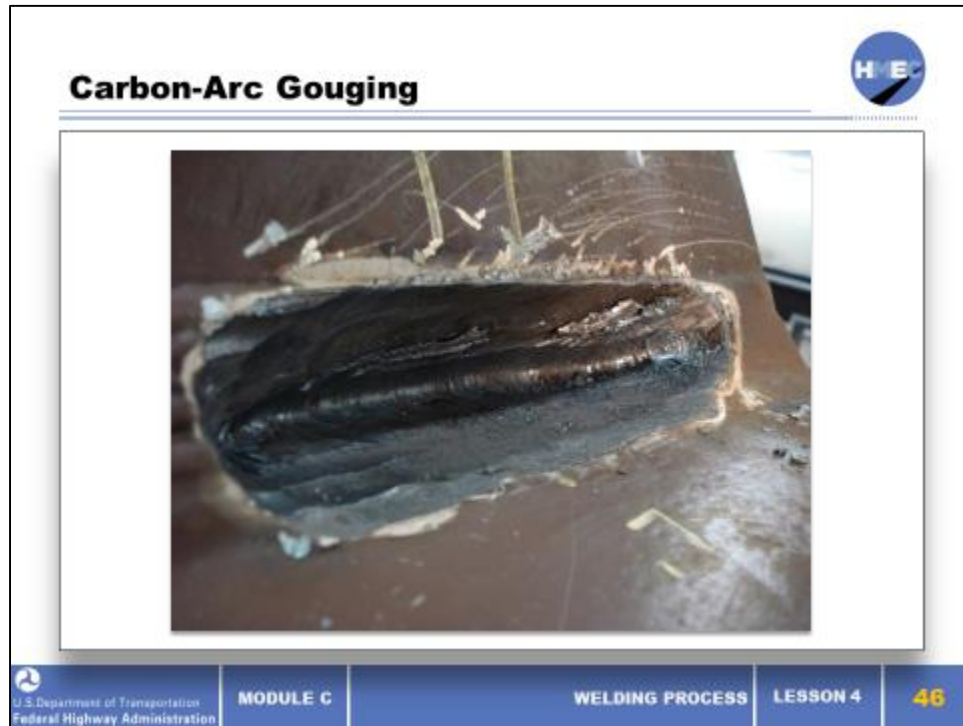 Carbon-Arc Gouging
HMEC
U.S.Department of Transportation
Federal Highway Administration
MODULE C
WELDING PROCESS
LESSON 4
46